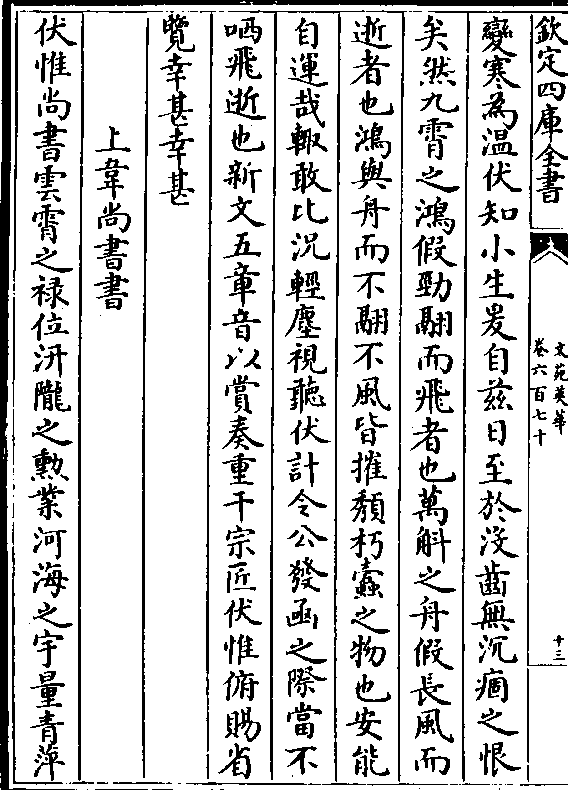 欽定四庫全書
文苑英華
卷六百七十
十三
變寒為温伏知小生爰自兹日至於沒齒無沉痼之恨
矣然九霄之鴻假勁翮而飛者也萬斛之舟假長風而
逝者也鴻與舟而不翮不風皆摧頽朽蠹之物也安能
自運哉輙敢比况輕塵視聽伏計令公發函之際當不
哂飛逝也新文五章音以賞奏重干宗匠伏惟俯賜省
覽幸甚幸甚
上韋尚書書
伏惟尚書雲霄之禄位汧隴之勲業河海之宇量青萍